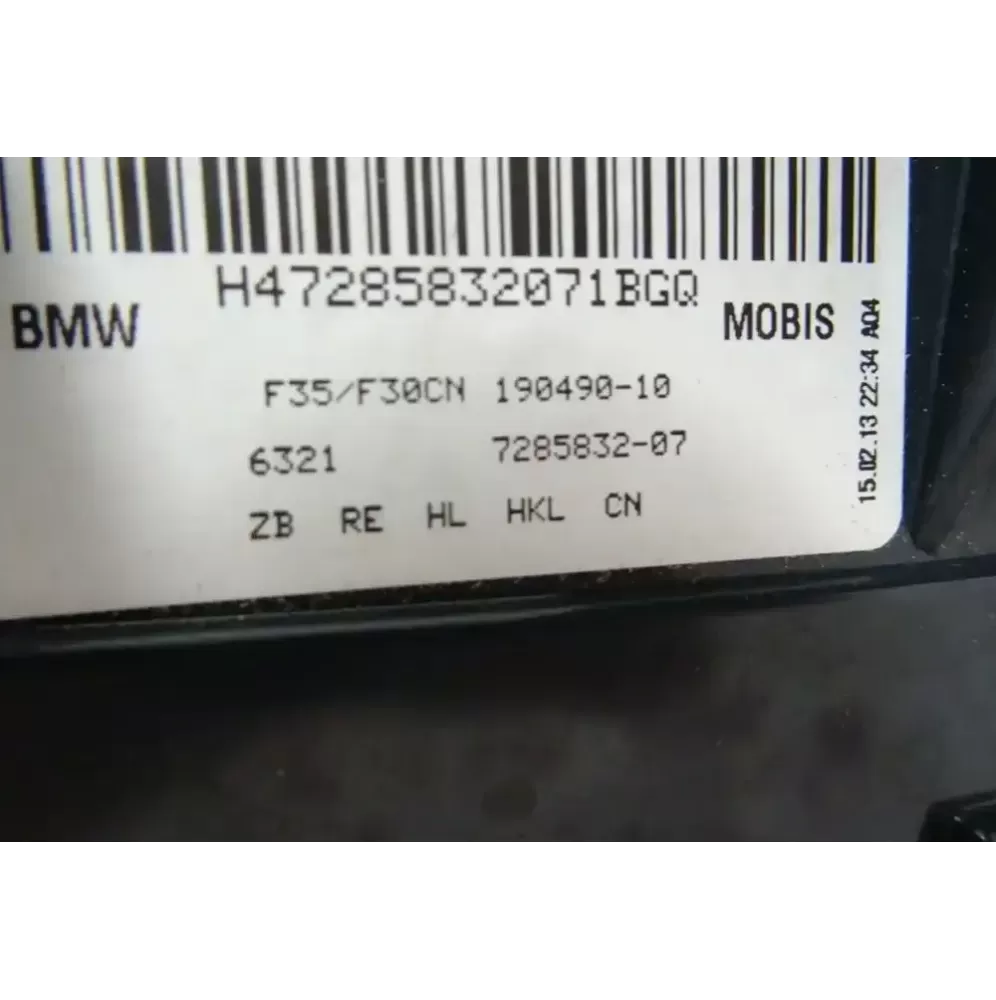 H47285832071BGQ
BMW
MOBIS
F35/F30CN 190490-10
6321 7285832-07
ZB RE HL HKL CN
15.02.13 22:34 A04